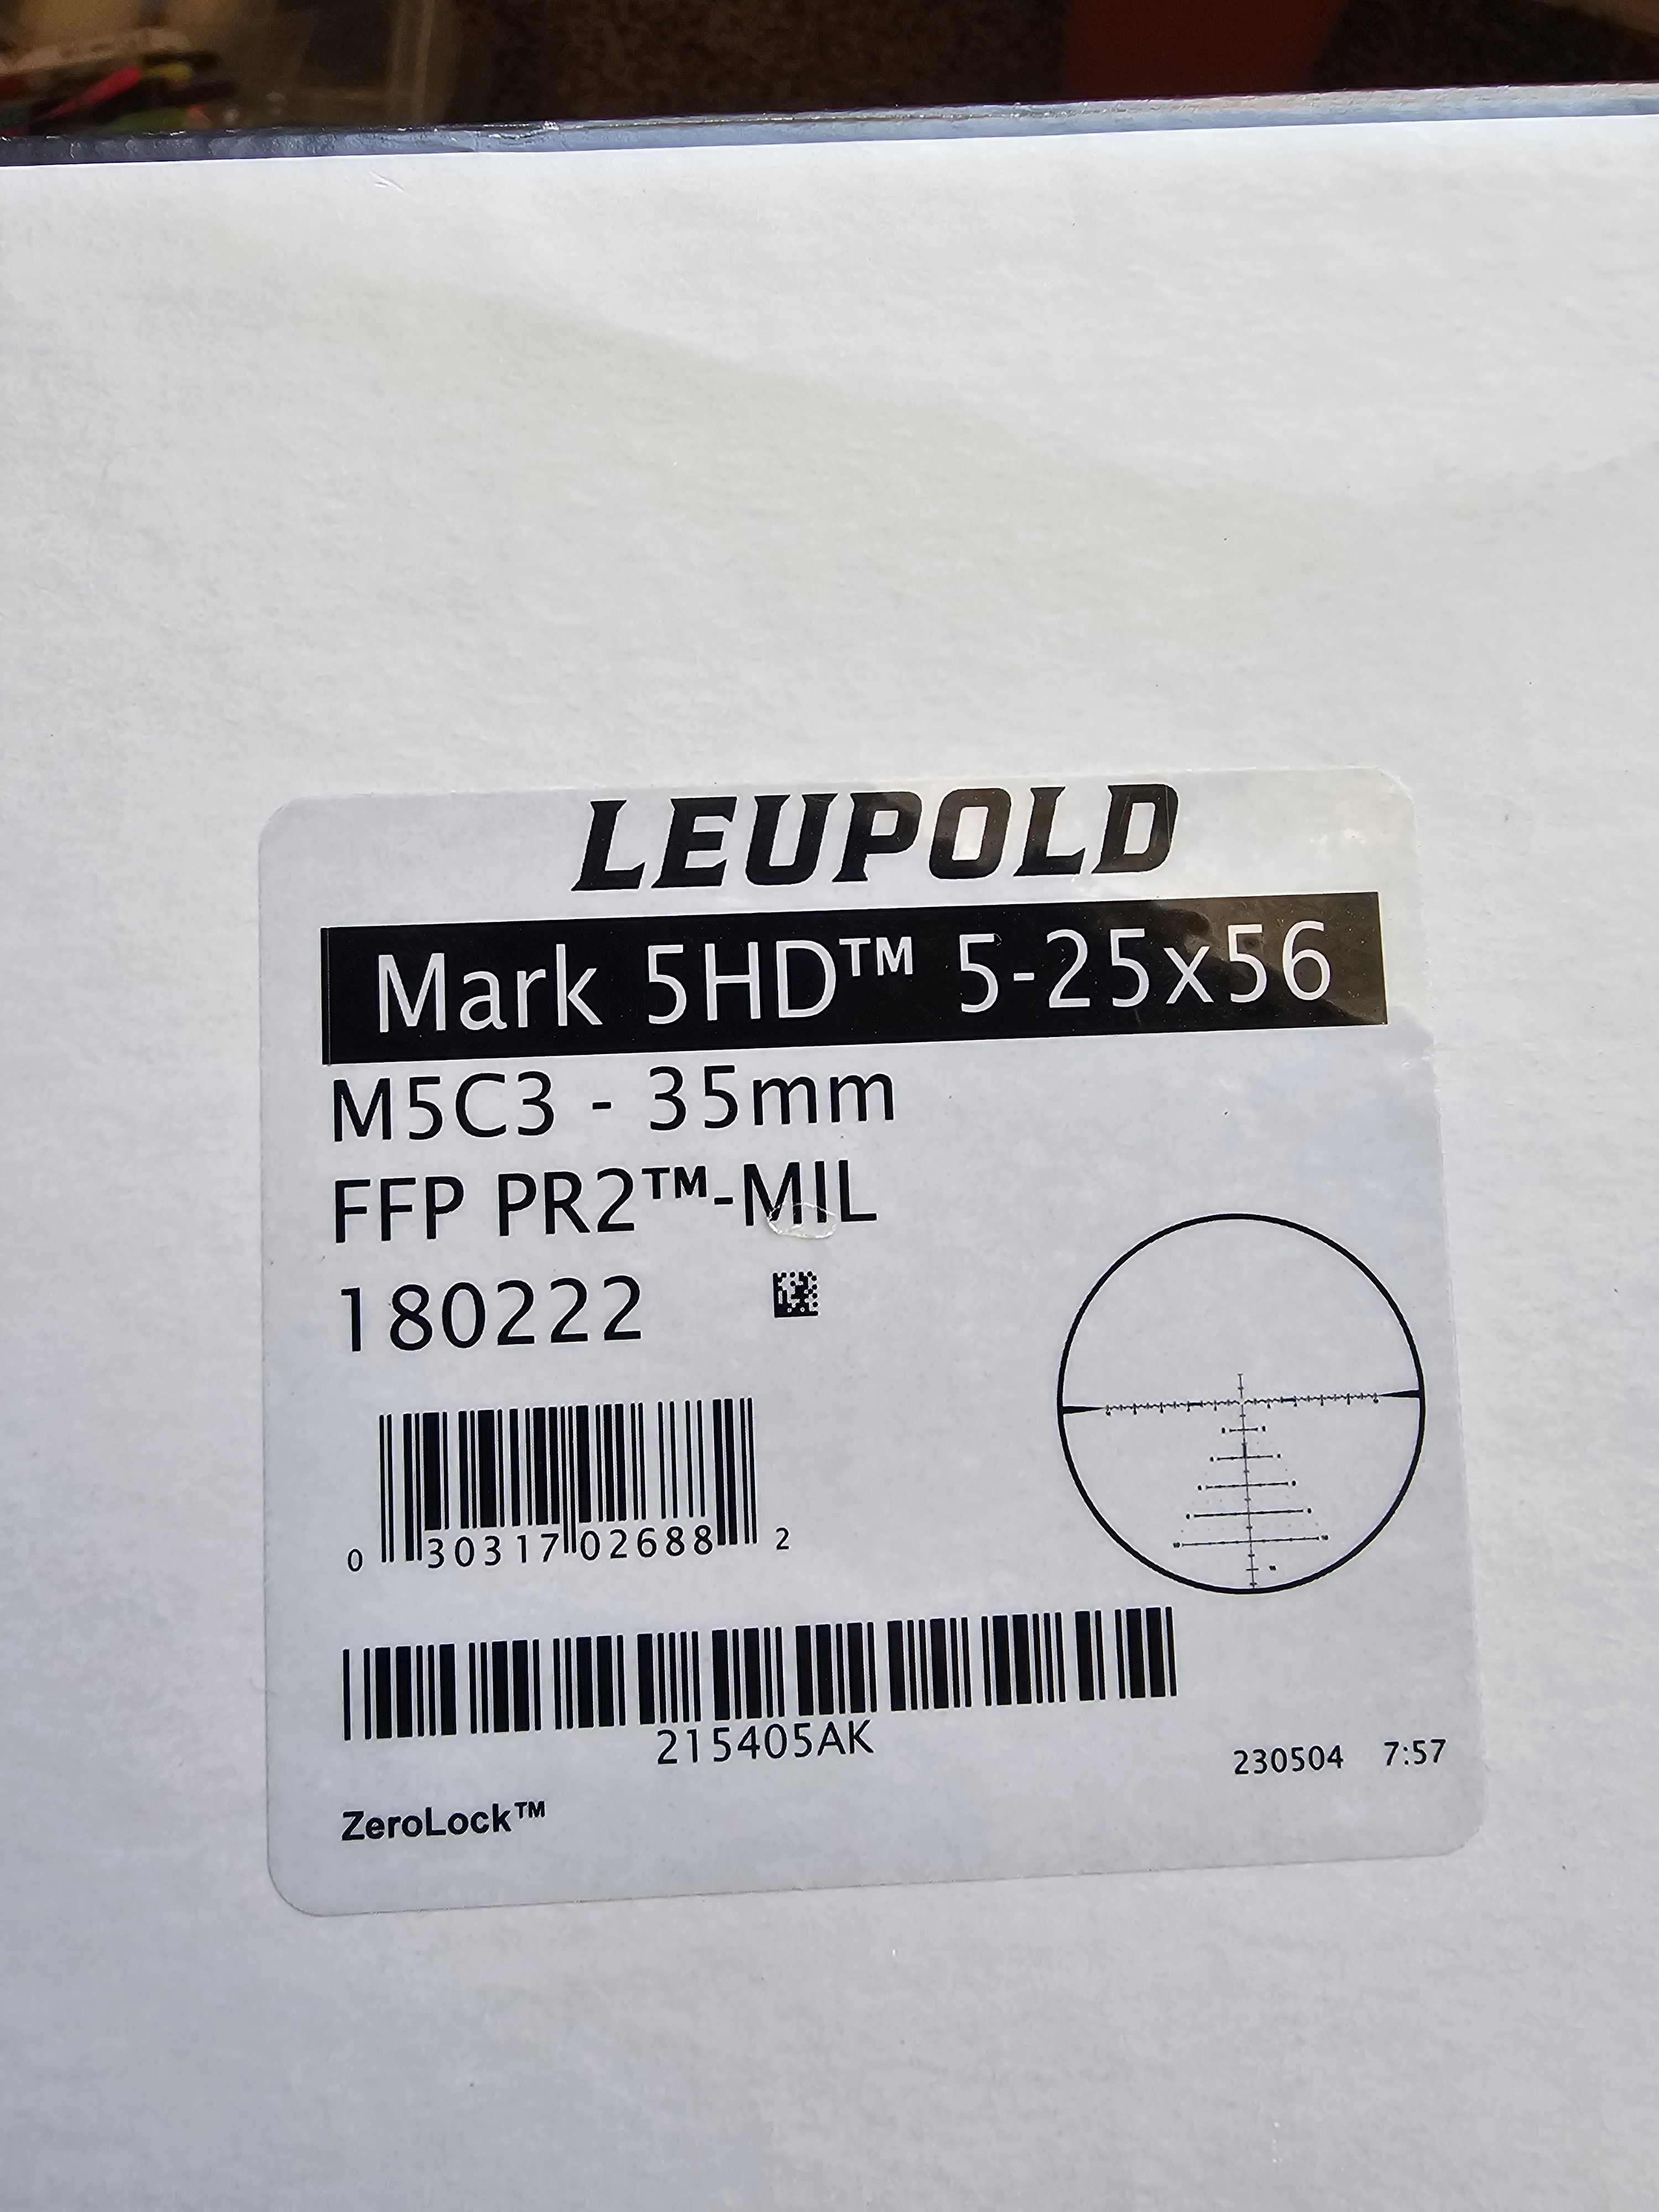 LEUPOLD
Mark 5HD™ 5-25x56
M5C3 - 35mm
FFP PR2™-MIL
180222
0 30317 02688 2
215405AK
230504 7:57
ZeroLock™